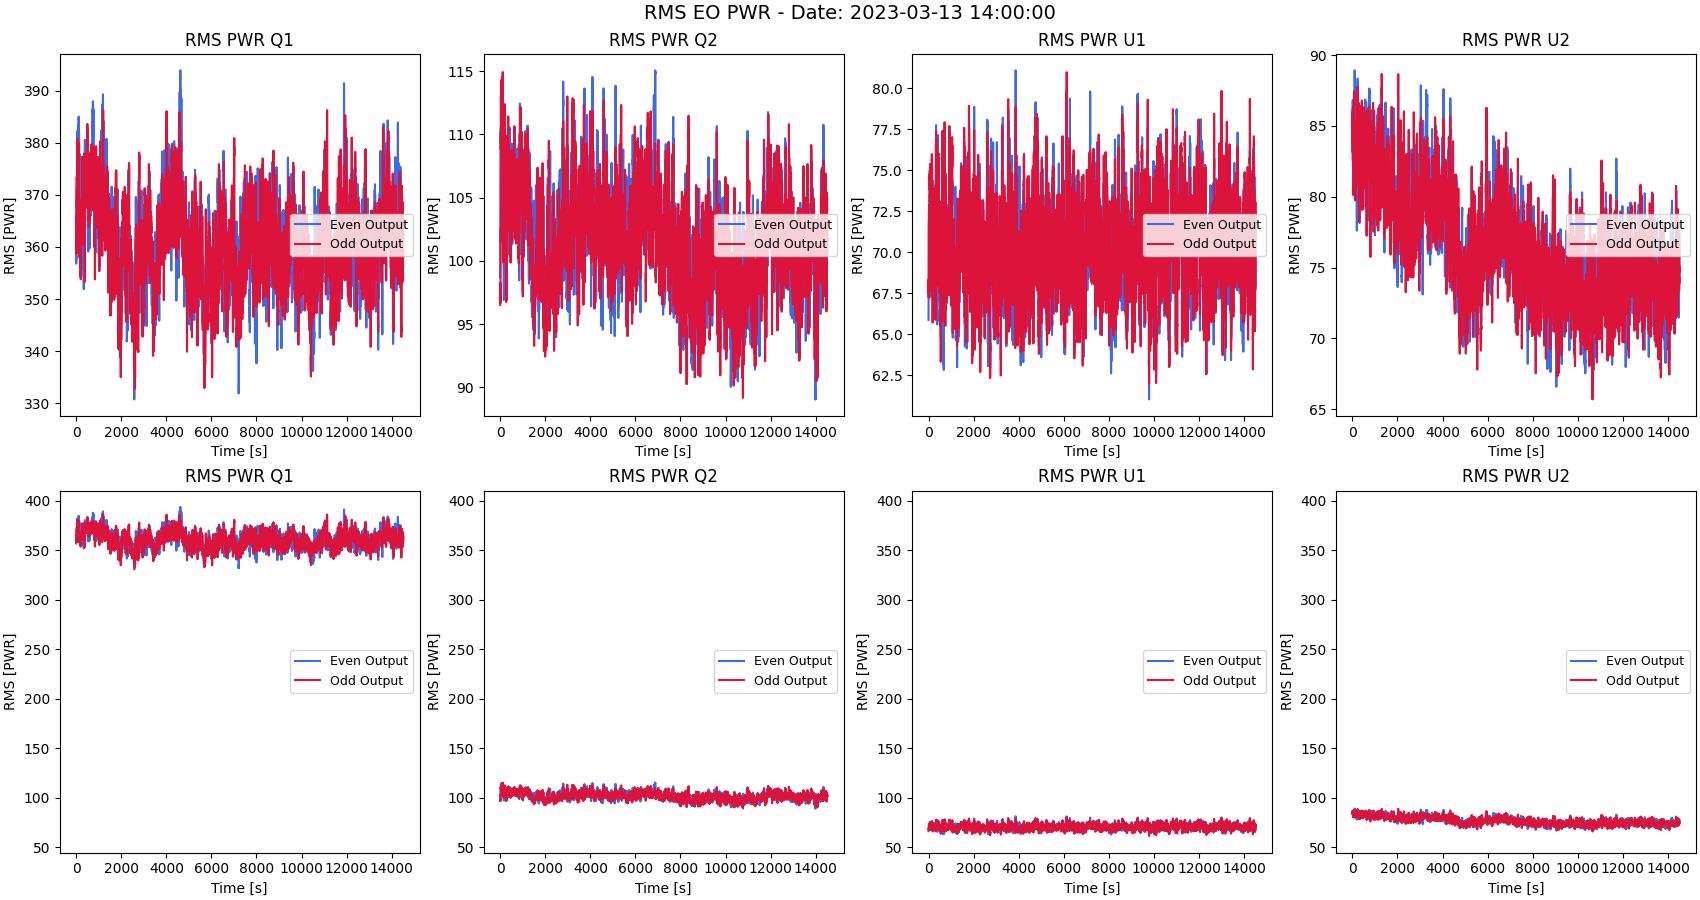 RMS EO PWR - Date: 2023-03-13 14:00:00
RMS PWR Q1
RMS [PWR]
390
380
370
360
350
340
330
Even Output
Odd Output
0 2000 4000 6000 8000 10000 12000 14000
Time [s]
RMS PWR Q2
RMS [PWR]
115
110
105
100
95
90
Even Output
Odd Output
0 2000 4000 6000 8000 10000 12000 14000
Time [s]
RMS PWR U1
RMS [PWR]
80.0
77.5
75.0
72.5
70.0
67.5
65.0
62.5
Even Output
Odd Output
0 2000 4000 6000 8000 10000 12000 14000
Time [s]
RMS PWR U2
RMS [PWR]
90
85
80
75
70
65
Even Output
Odd Output
0 2000 4000 6000 8000 10000 12000 14000
Time [s]
RMS PWR Q1
RMS [PWR]
400
350
300
250
200
150
100
50
Even Output
Odd Output
0 2000 4000 6000 8000 10000 12000 14000
Time [s]
RMS PWR Q2
RMS [PWR]
400
350
300
250
200
150
100
50
Even Output
Odd Output
0 2000 4000 6000 8000 10000 12000 14000
Time [s]
RMS PWR U1
RMS [PWR]
400
350
300
250
200
150
100
50
Even Output
Odd Output
0 2000 4000 6000 8000 10000 12000 14000
Time [s]
RMS PWR U2
RMS [PWR]
400
350
300
250
200
150
100
50
Even Output
Odd Output
0 2000 4000 6000 8000 10000 12000 14000
Time [s]